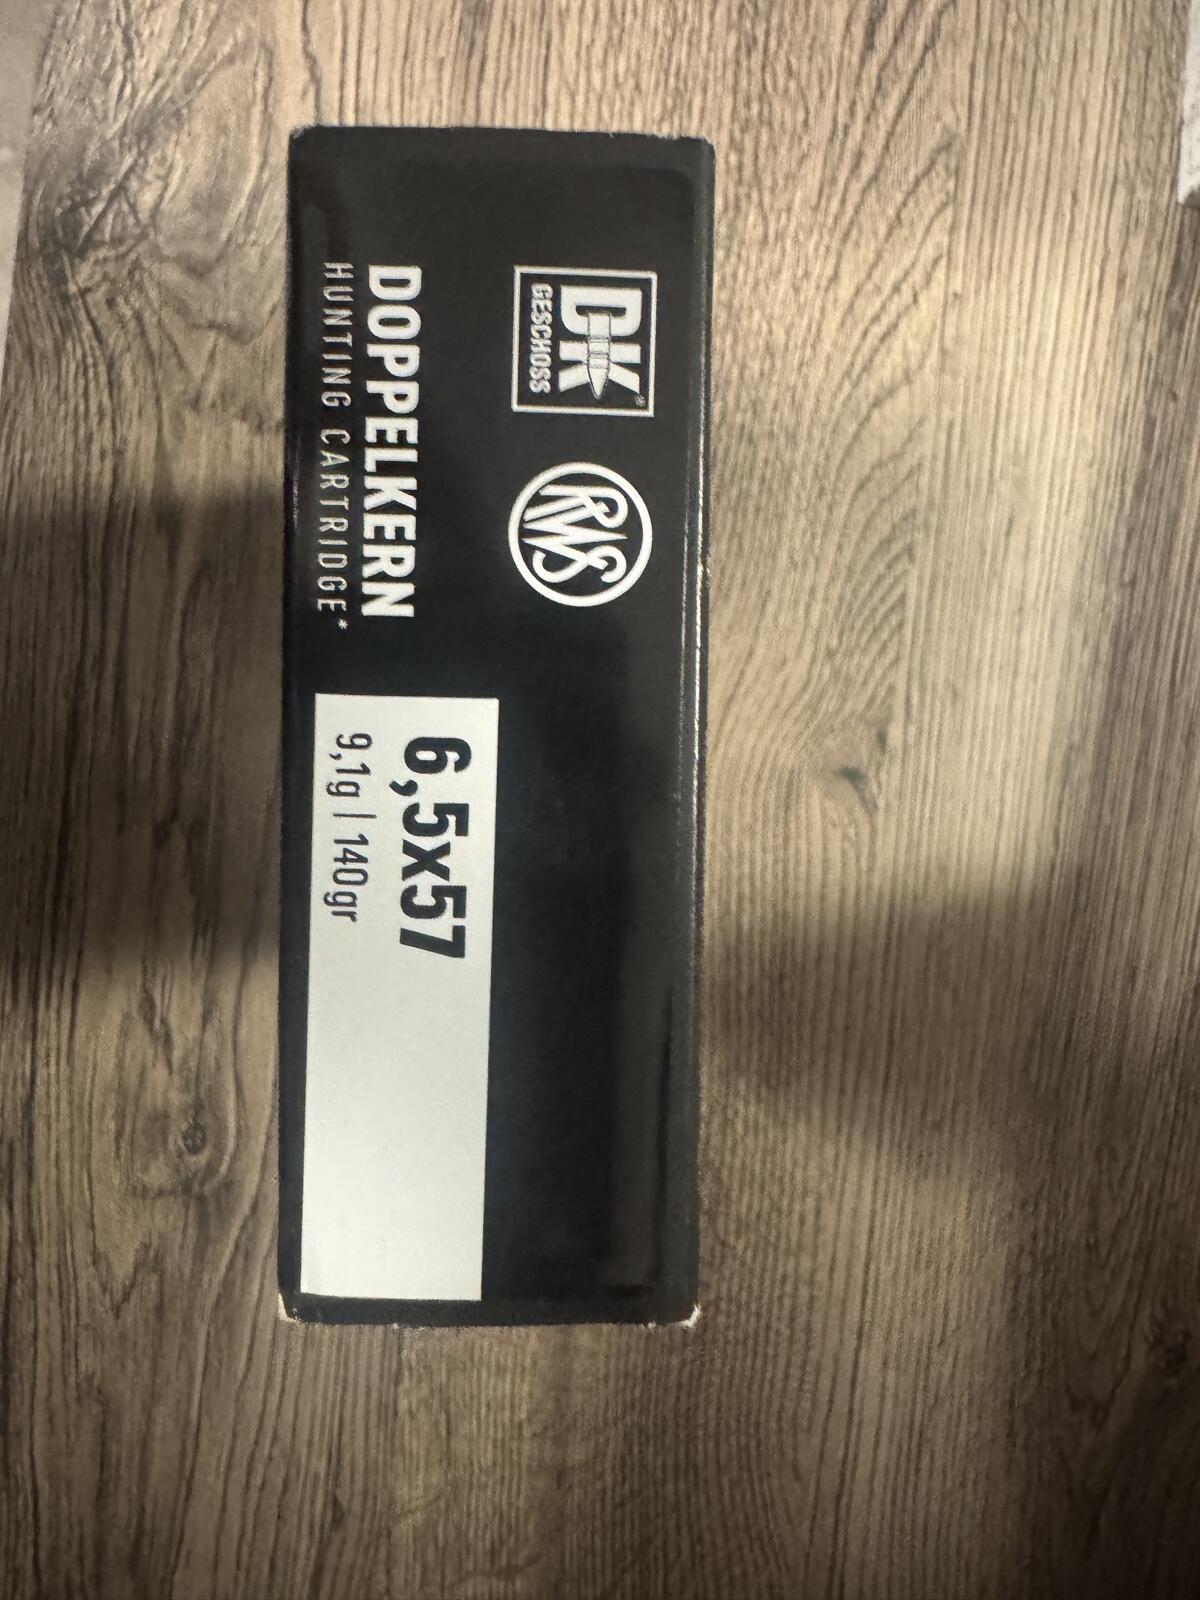 DK®
GESCHOSS
RWS
DOPPELKERN
HUNTING CARTRIDGE*
6,5x57
9,1g | 140gr